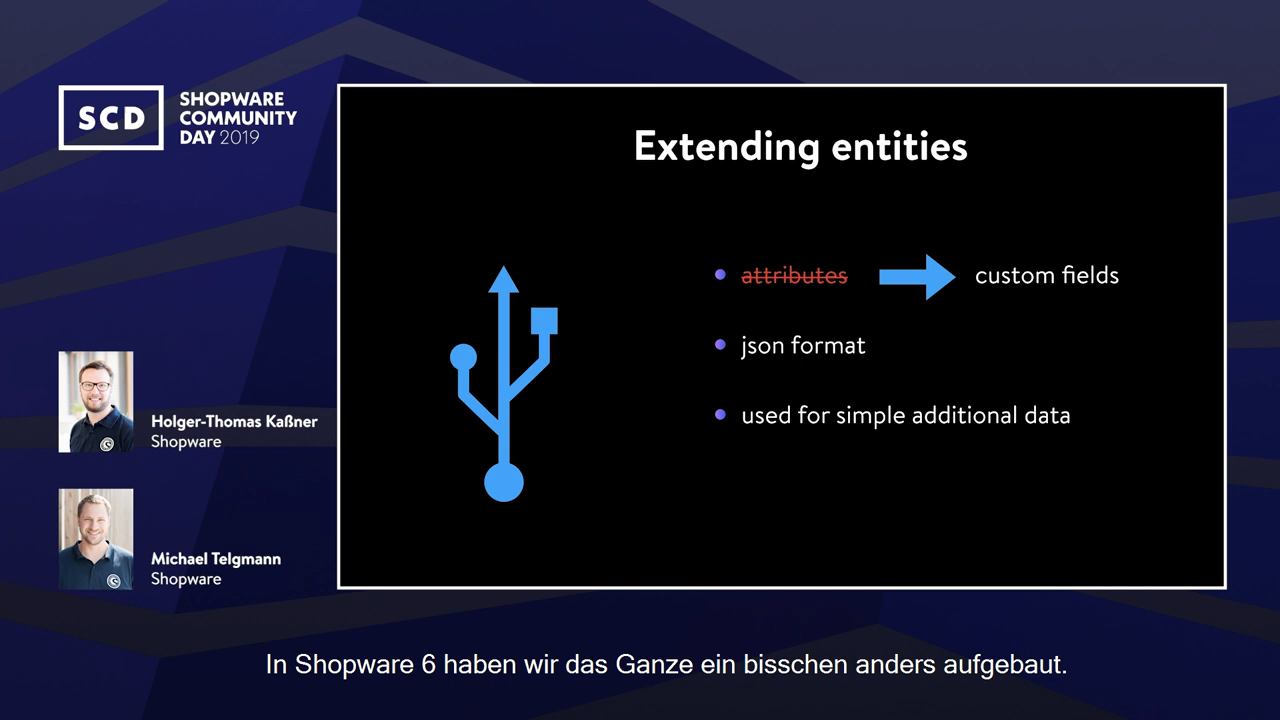 SCD
SHOPWARE
COMMUNITY
DAY 2019
Extending entities
attributes custom fields
json format
used for simple additional data
Holger-Thomas Kaßner
Shopware
Michael Telgmann
Shopware
In Shopware 6 haben wir das Ganze ein bisschen anders aufgebaut.